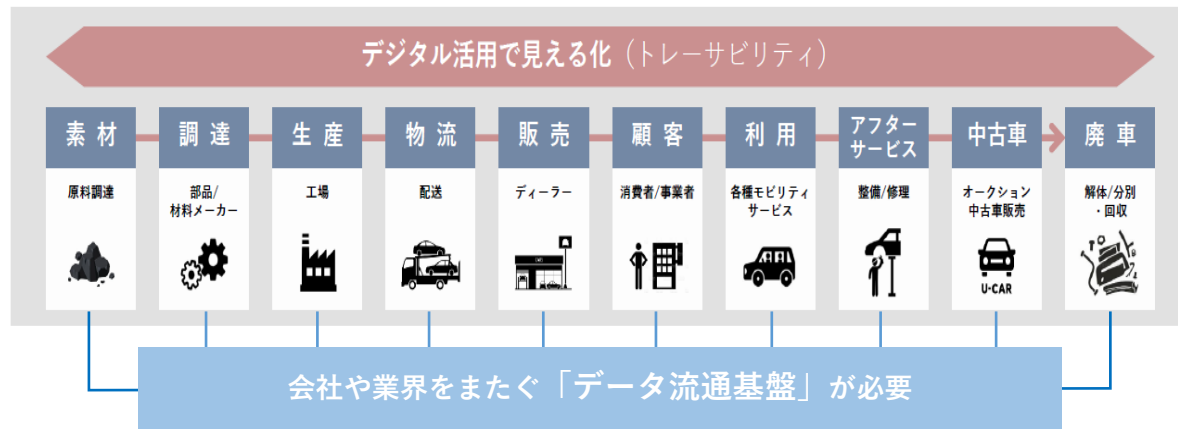 デジタル活用で見える化（トレーサビリティ）
素材
調達
生産
物流
販売
顧客
利用
アフター
サービス
中古車
廃車
原料調達
部品/
材料メーカー
工場
配送
ディーラー
消費者/事業者
各種モビリティ
サービス
整備/修理
オークション
中古車販売
解体/分別
・回収
U-CAR
会社や業界をまたぐ「データ流通基盤」が必要